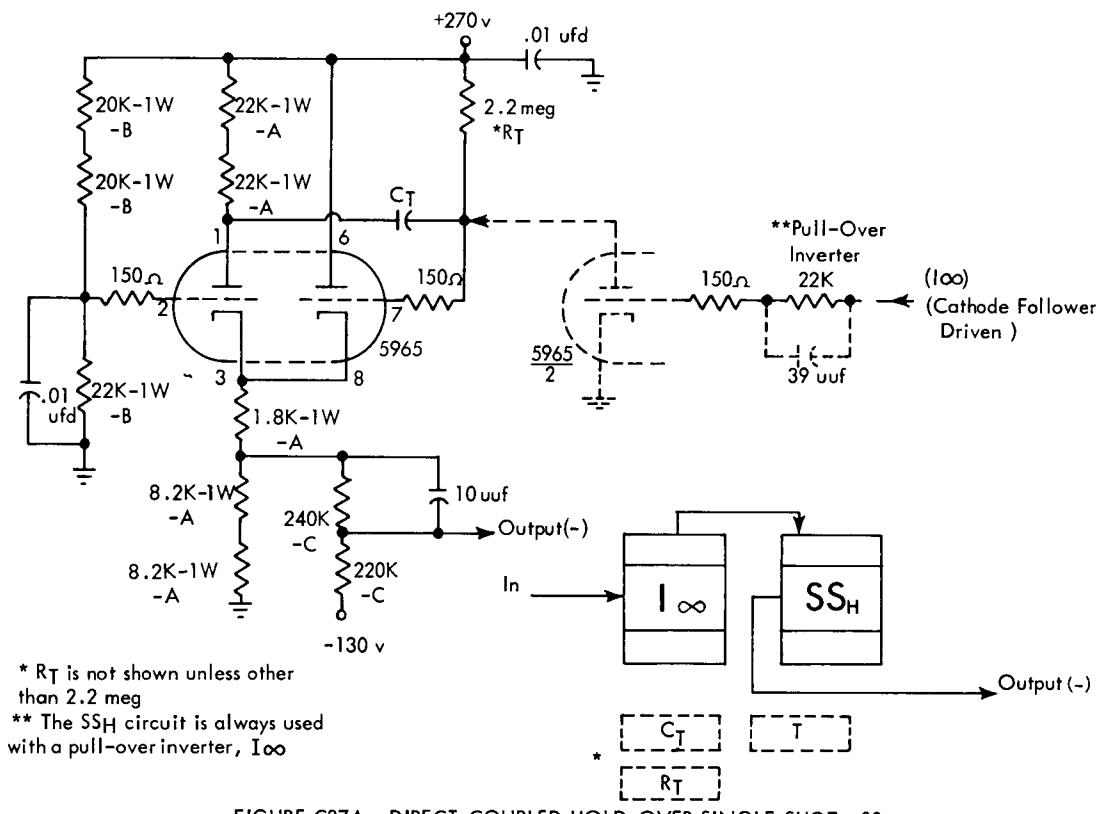 +270 v
.01 ufd
20K-1W
-B
22K-1W
-A
2.2 meg
*RT
20K-1W
-B
22K-1W
-A
CT
1
6
**Pull-Over
Inverter
150Ω
2
150Ω
7
150Ω
22K
(I∞)
(Cathode Follower
Driven )
5965
5965
2
39 uuf
3
8
.01
ufd
22K-1W
-B
1.8K-1W
-A
8.2K-1W
-A
240K
-C
10 uuf
Output(-)
8.2K-1W
-A
220K
-C
-130 v
In
I ∞
SSH
Output (-)
* RT is not shown unless other
than 2.2 meg
** The SSH circuit is always used
with a pull-over inverter, I∞
CT
T
*
RT